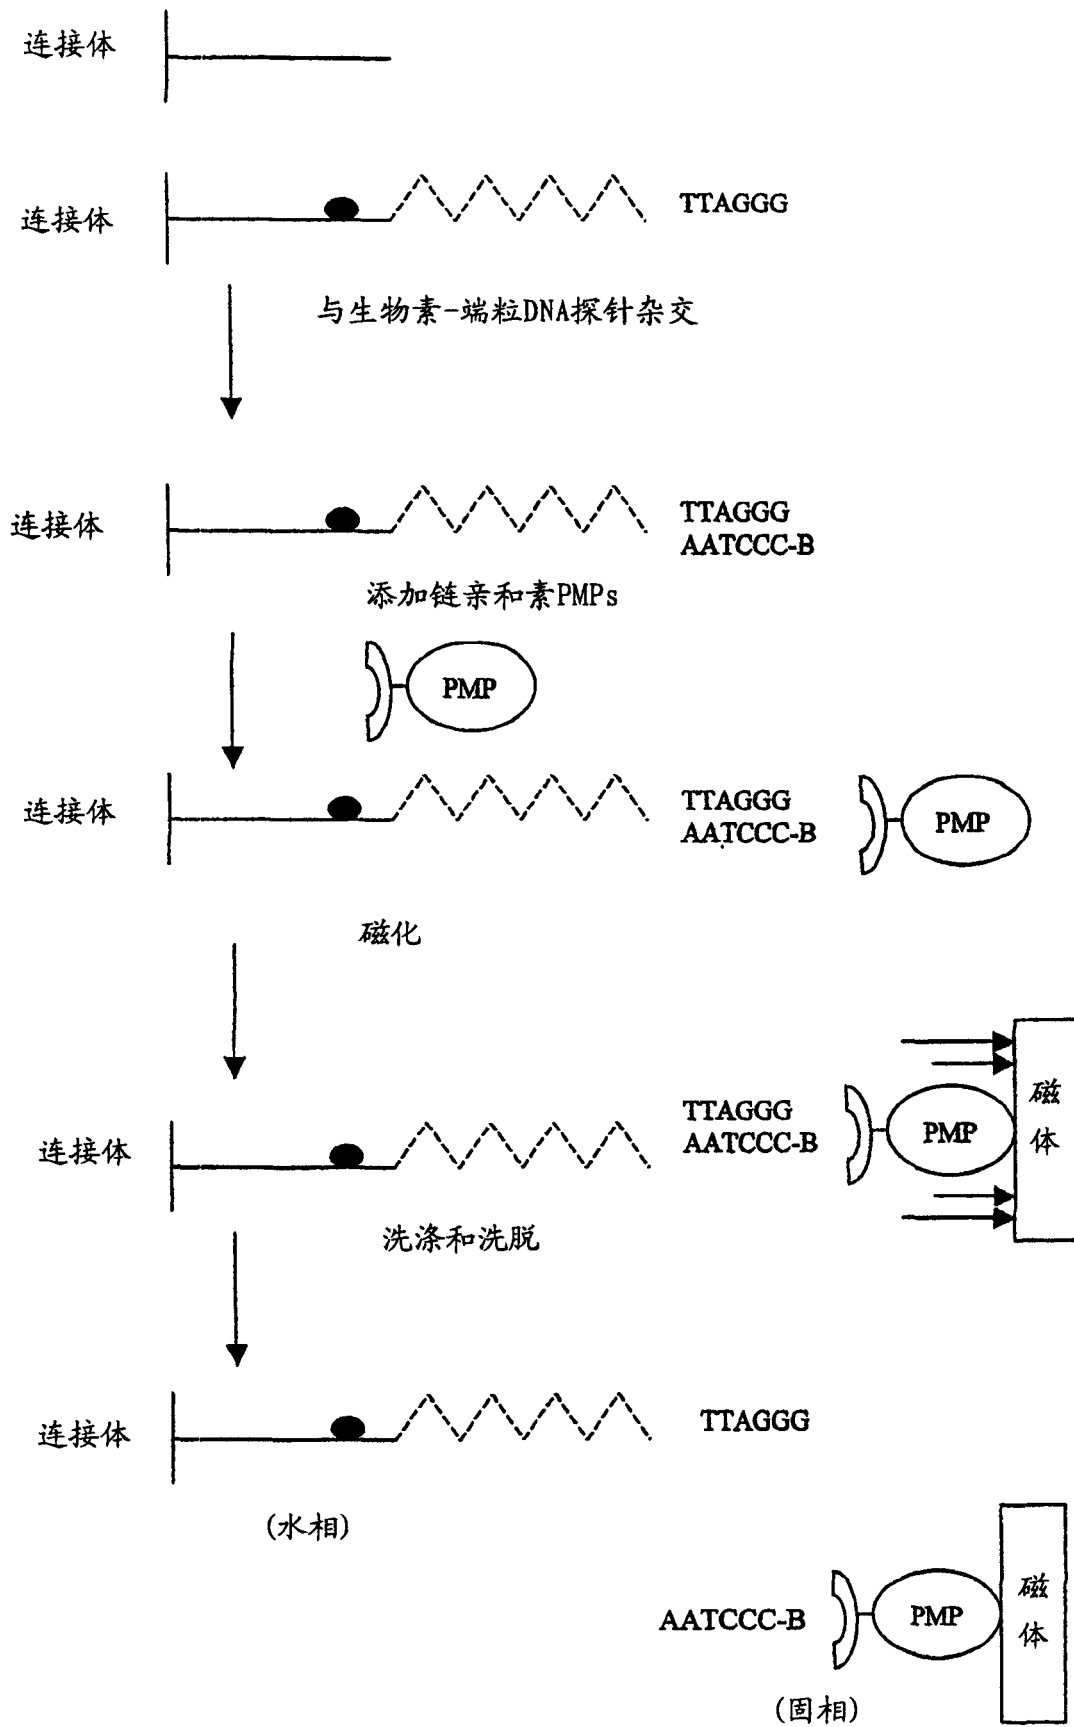 连接体
连接体
TTAGGG
与生物素-端粒DNA探针杂交
连接体
TTAGGG
AATCCC-B
添加链亲和素PMPs
PMP
连接体
TTAGGG
AATCCC-B
PMP
磁化
连接体
TTAGGG
AATCCC-B
PMP
磁体
洗涤和洗脱
连接体
TTAGGG
(水相)
AATCCC-B
PMP
磁体
(固相)